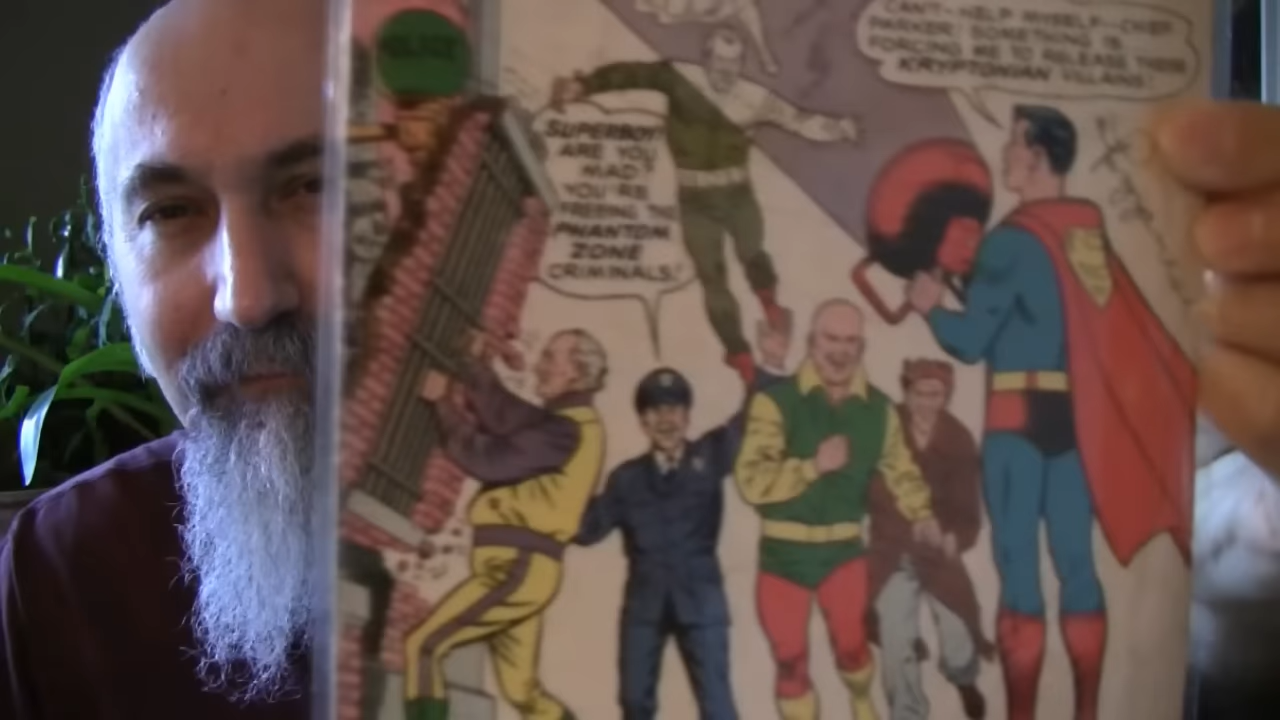 POLICE
CAN'T--HELP MYSELF--CHIEF
PARKER! SOMETHING IS
FORCING ME TO RELEASE THESE
KRYPTONIAN VILLAINS!
SUPERBOY!
ARE YOU
MAD?
YOU'RE
FREEING THE
PHANTOM
ZONE
CRIMINALS!